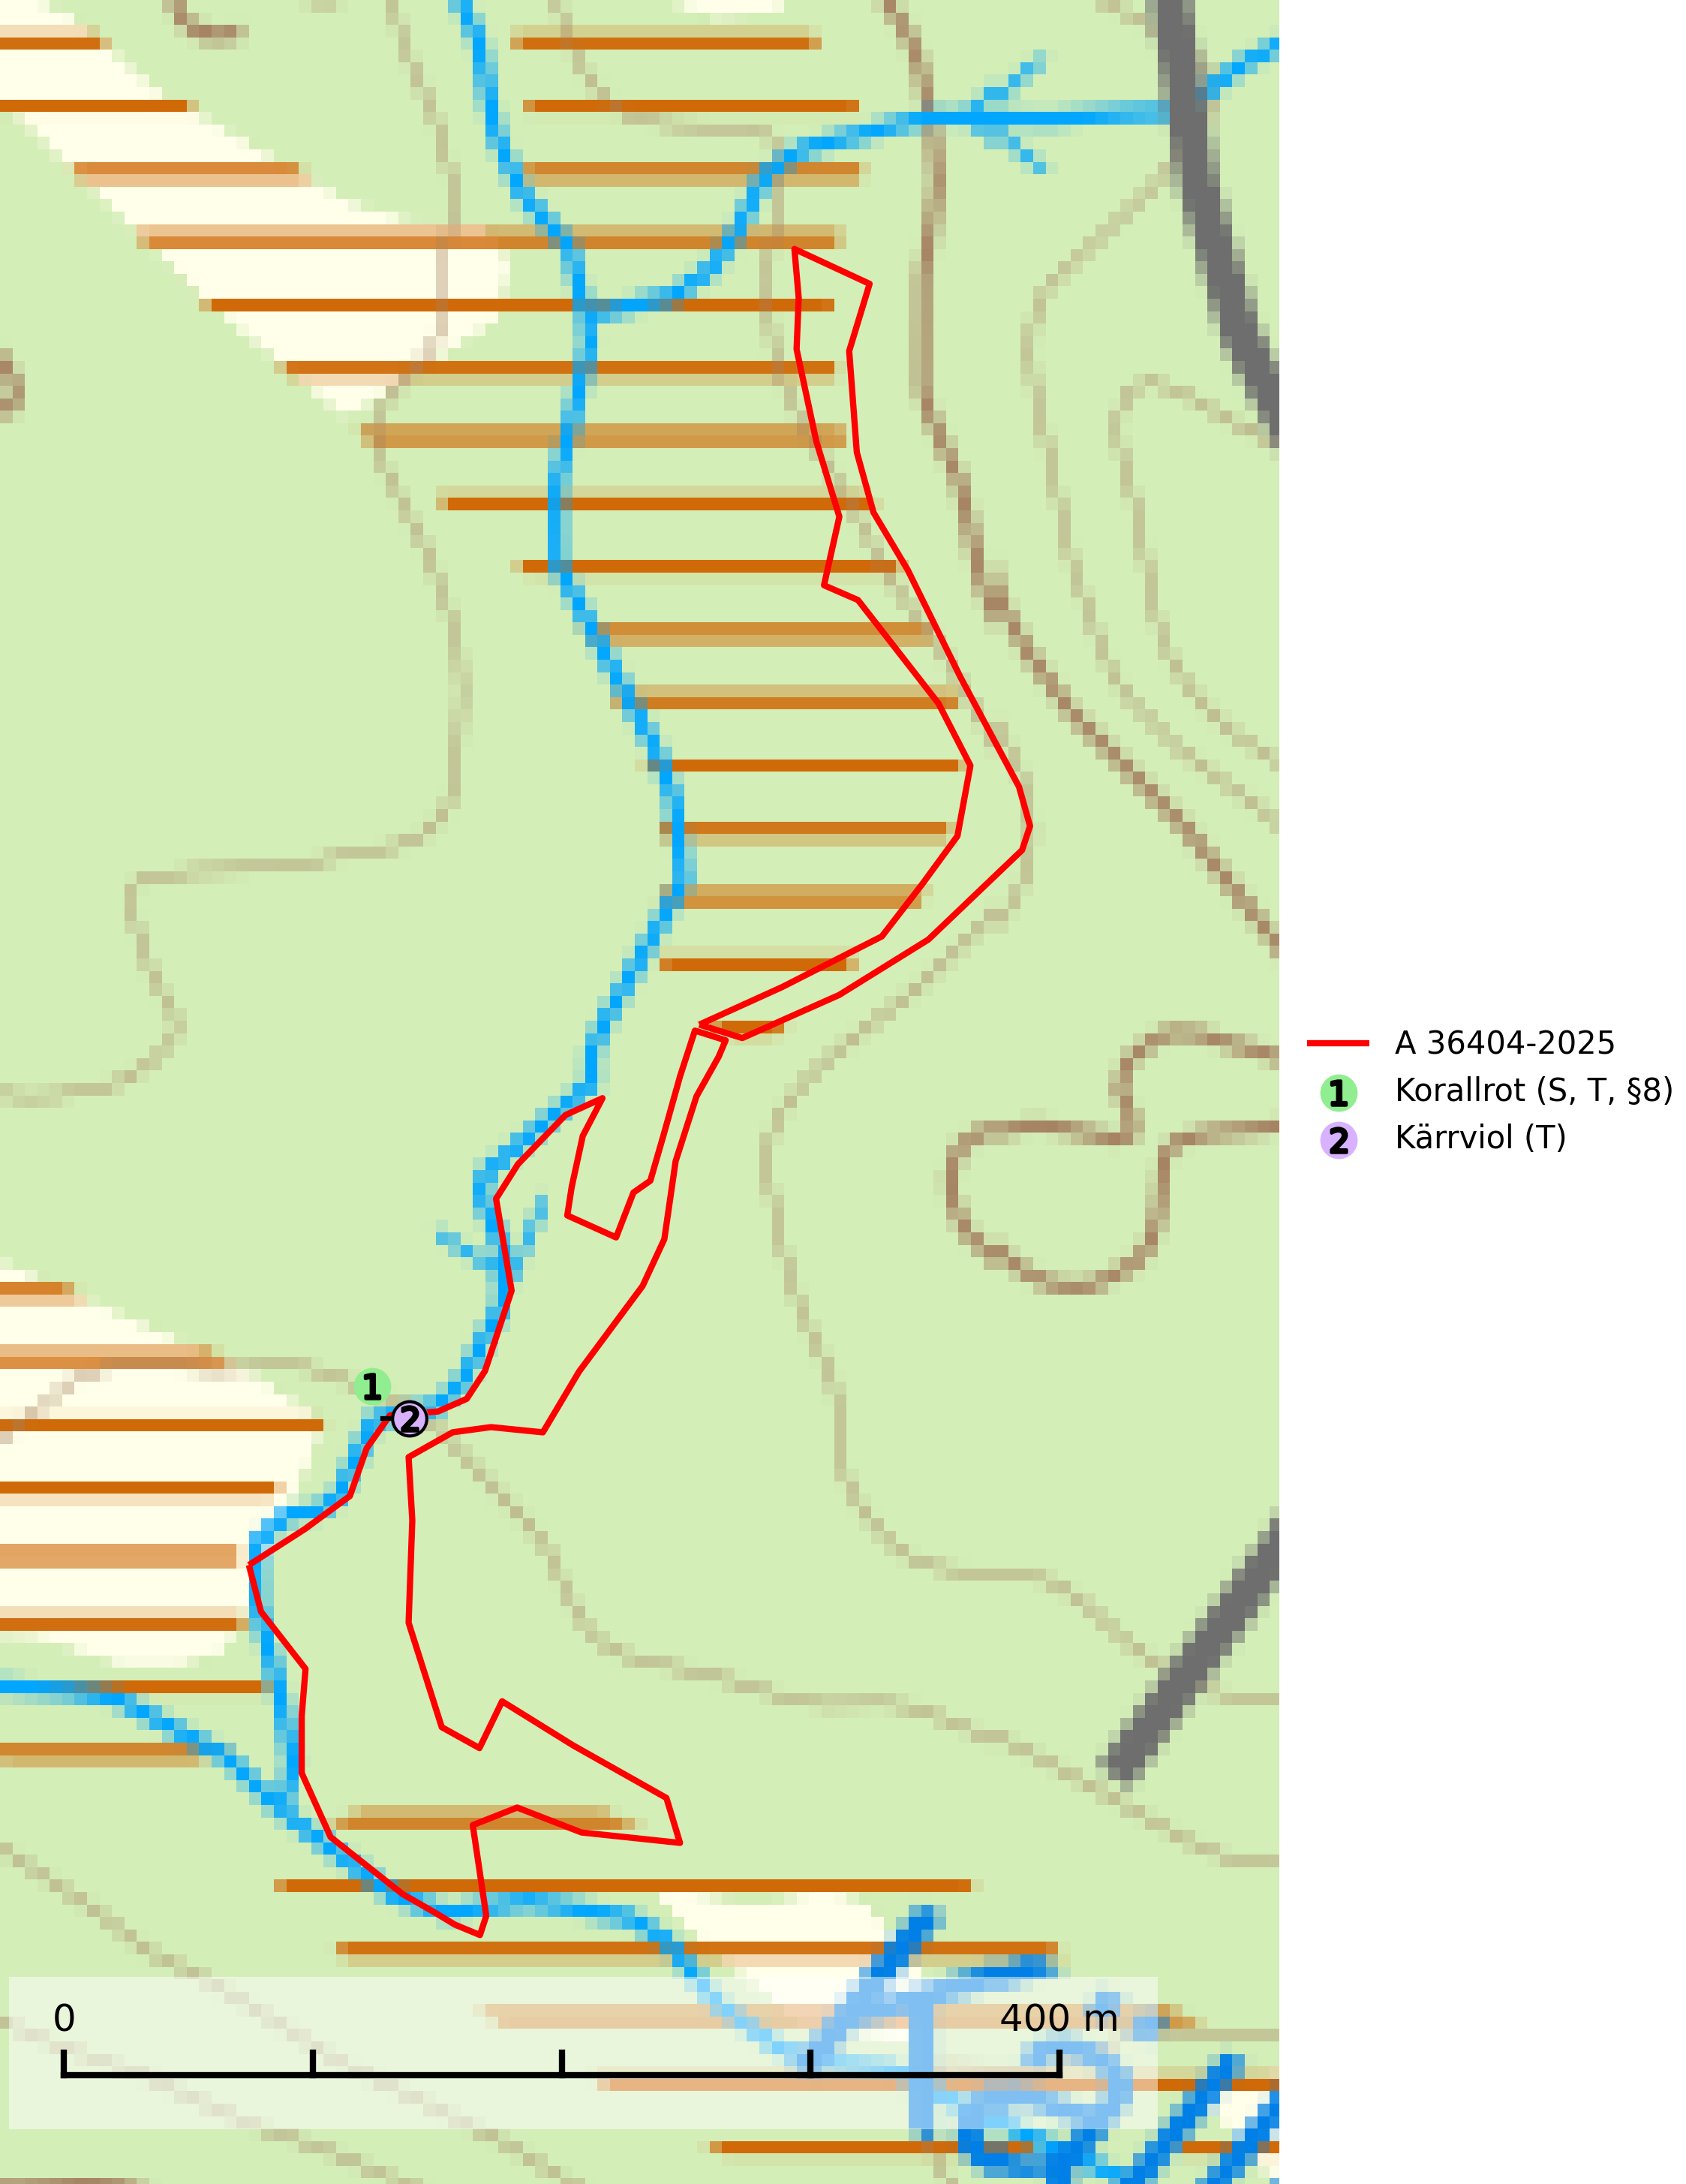 1
2
0
400 m
A 36404-2025
1 Korallrot (S, T, §8)
2 Kärrviol (T)